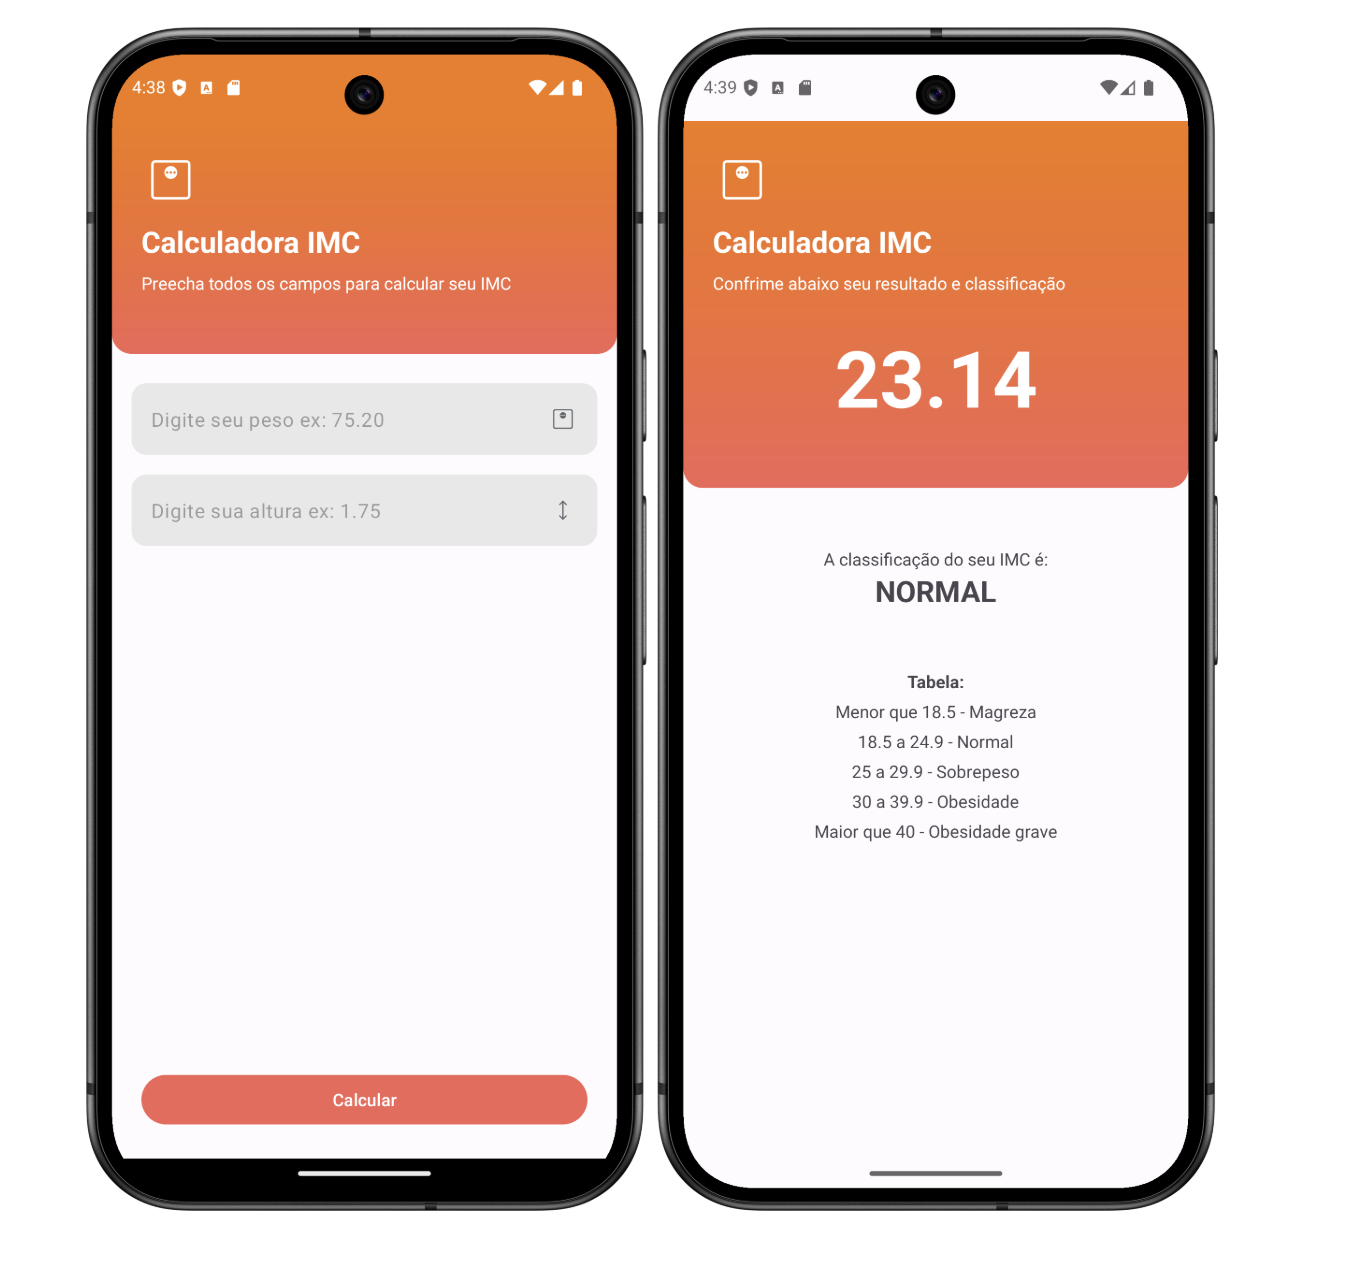 4:38
Calculadora IMC
Preecha todos os campos para calcular seu IMC
Digite seu peso ex: 75.20
Digite sua altura ex: 1.75
Calcular
4:39
Calculadora IMC
Confrime abaixo seu resultado e classificação
23.14
A classificação do seu IMC é:
NORMAL
Tabela:
Menor que 18.5 - Magreza
18.5 a 24.9 - Normal
25 a 29.9 - Sobrepeso
30 a 39.9 - Obesidade
Maior que 40 - Obesidade grave